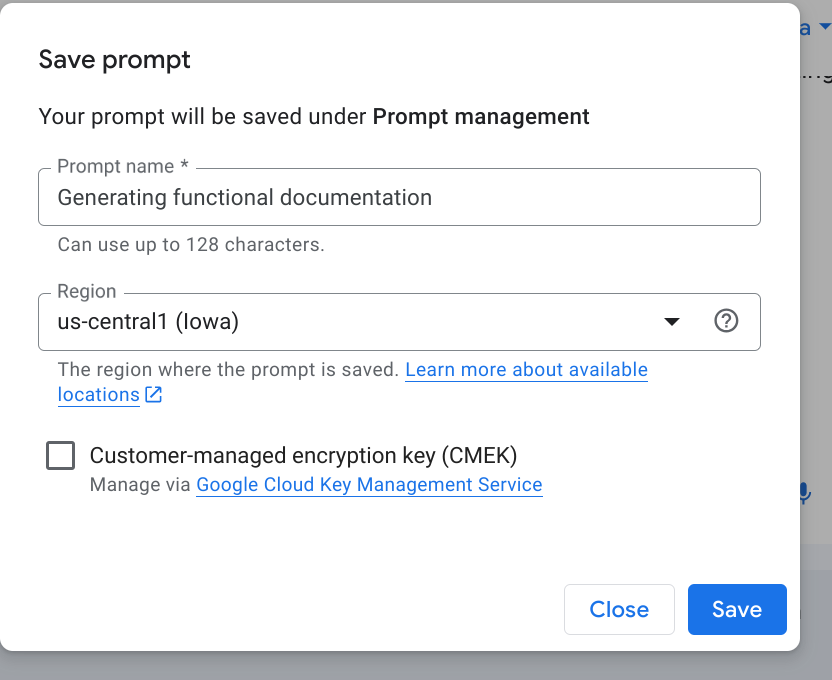 Save prompt
Your prompt will be saved under Prompt management
Prompt name *
Generating functional documentation
Can use up to 128 characters.
Region
us-central1 (Iowa)
The region where the prompt is saved. Learn more about available
locations
Customer-managed encryption key (CMEK)
Manage via Google Cloud Key Management Service
Close
Save